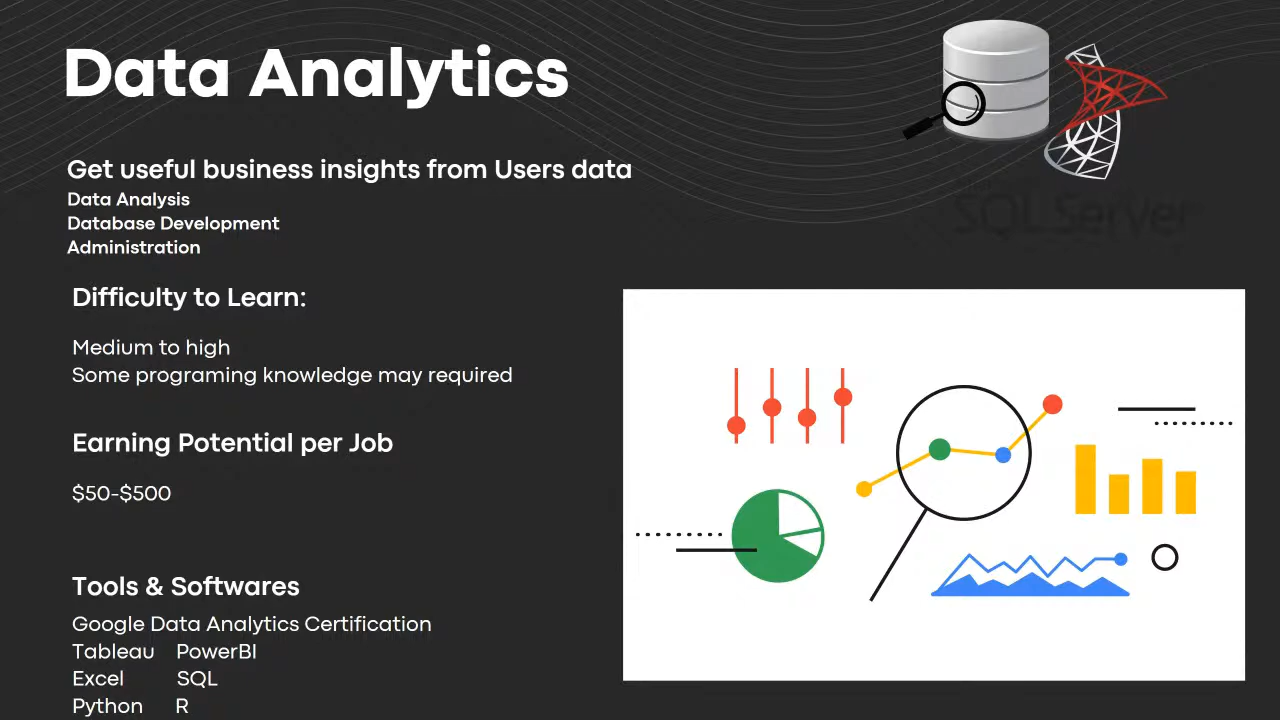 Data Analytics
SQL Server
Get useful business insights from Users data
Data Analysis
Database Development
Administration
Difficulty to Learn:
Medium to high
Some programing knowledge may required
Earning Potential per Job
$50-$500
Tools & Softwares
Google Data Analytics Certification
Tableau PowerBI
Excel SQL
Python R